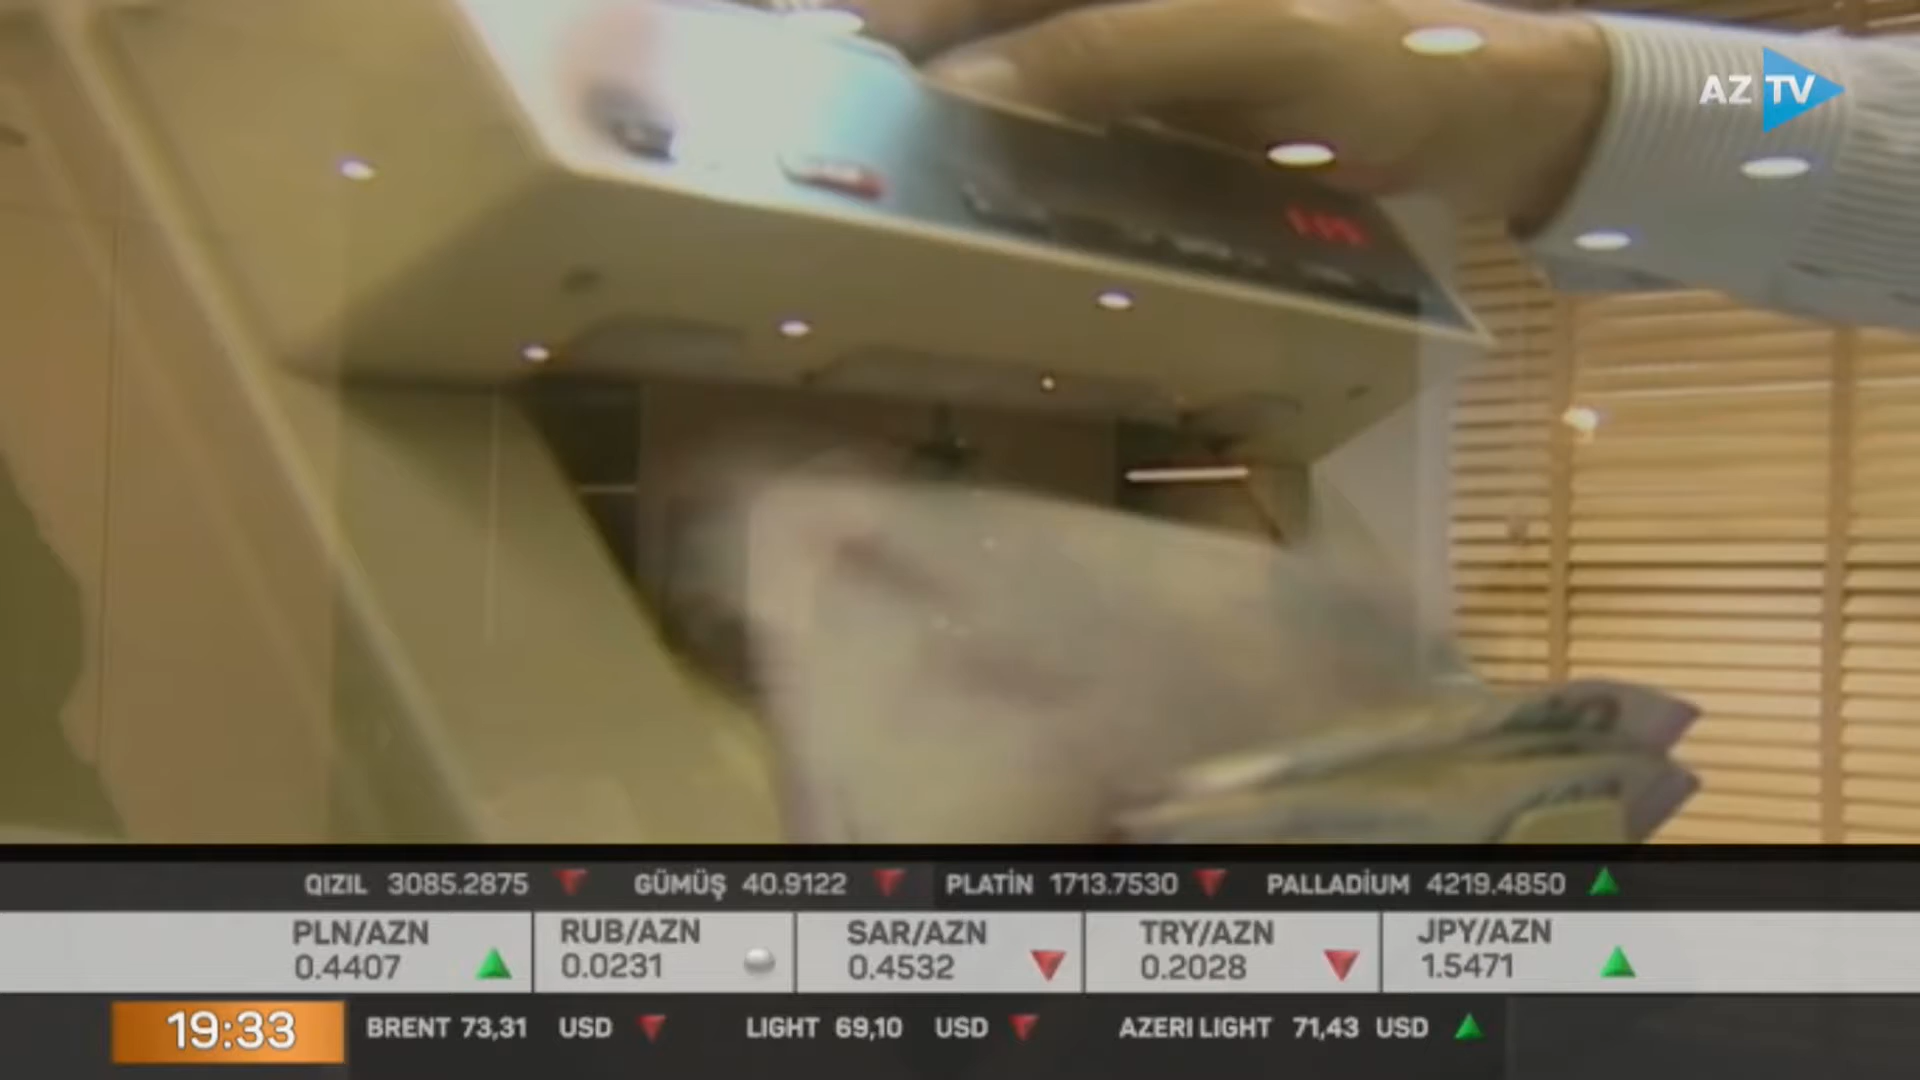 AZ TV
QIZIL 3085.2875 GÜMÜŞ 40.9122 PLATİN 1713.7530 PALLADİUM 4219.4850
PLN/AZN RUB/AZN SAR/AZN TRY/AZN JPY/AZN
0.4407 0.0231 0.4532 0.2028 1.5471
19:33 BRENT 73,31 USD LIGHT 69,10 USD AZERI LIGHT 71,43 USD